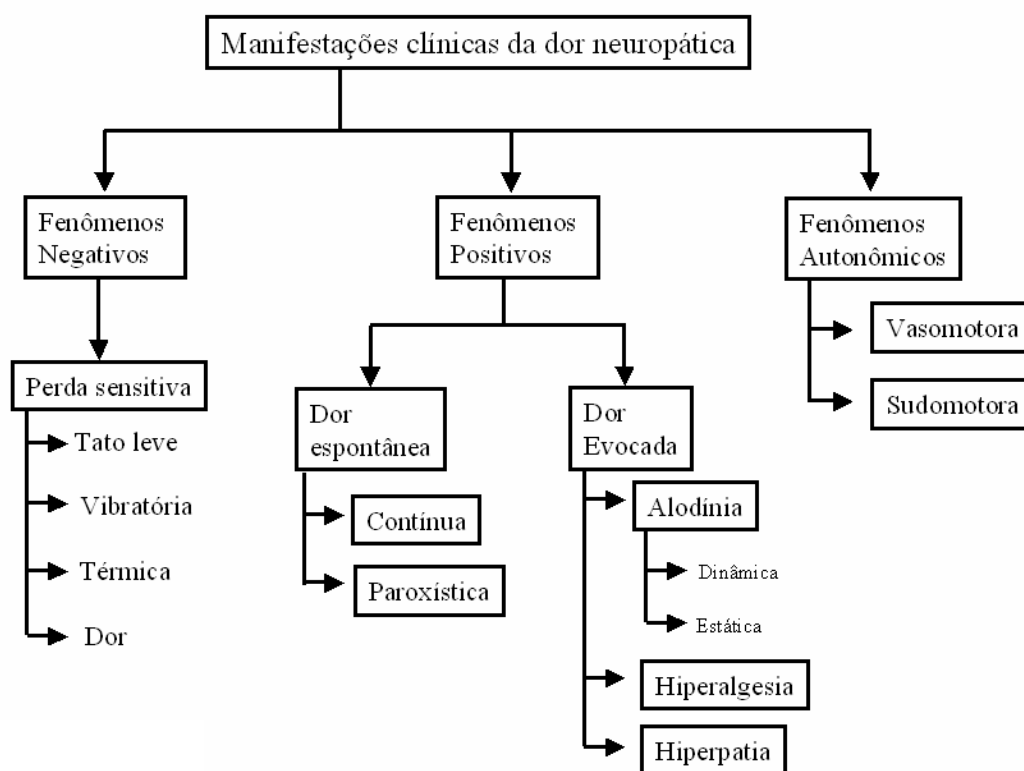 Manifestações clínicas da dor neuropática
Fenômenos
Negativos
Fenômenos
Positivos
Fenômenos
Autonômicos
Perda sensitiva
Tato leve
Vibratória
Térmica
Dor
Dor
espontânea
Contínua
Paroxística
Dor
Evocada
Alodínia
Dinâmica
Estática
Hiperalgesia
Hiperpatia
Vasomotora
Sudomotora